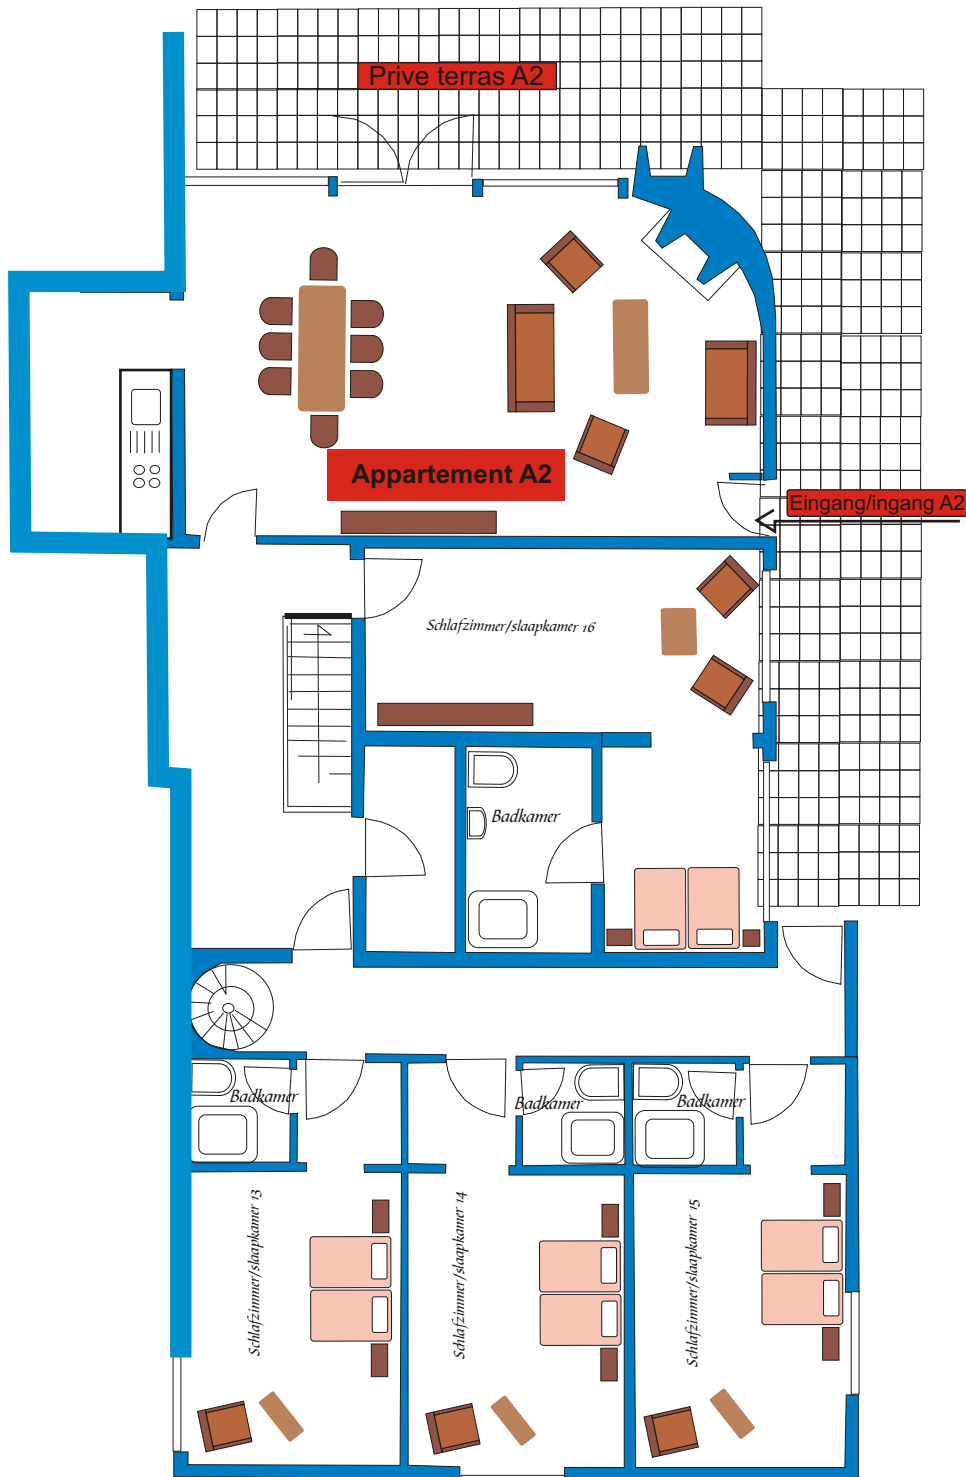 Prive terras A2
Appartement A2
Eingang/ingang A2
Schlafzimmer/slaapkamer 16
Badkamer
Badkamer
Badkamer
Badkamer
Schlafzimmer/slaapkamer 13
Schlafzimmer/slaapkamer 14
Schlafzimmer/slaapkamer 15